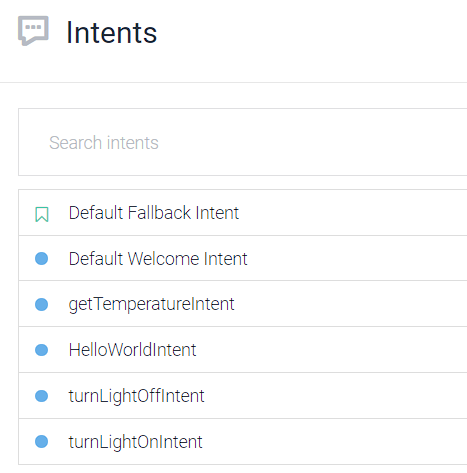 Intents
Search intents
Default Fallback Intent
Default Welcome Intent
getTemperatureIntent
HelloWorldIntent
turnLightOffIntent
turnLightOnIntent